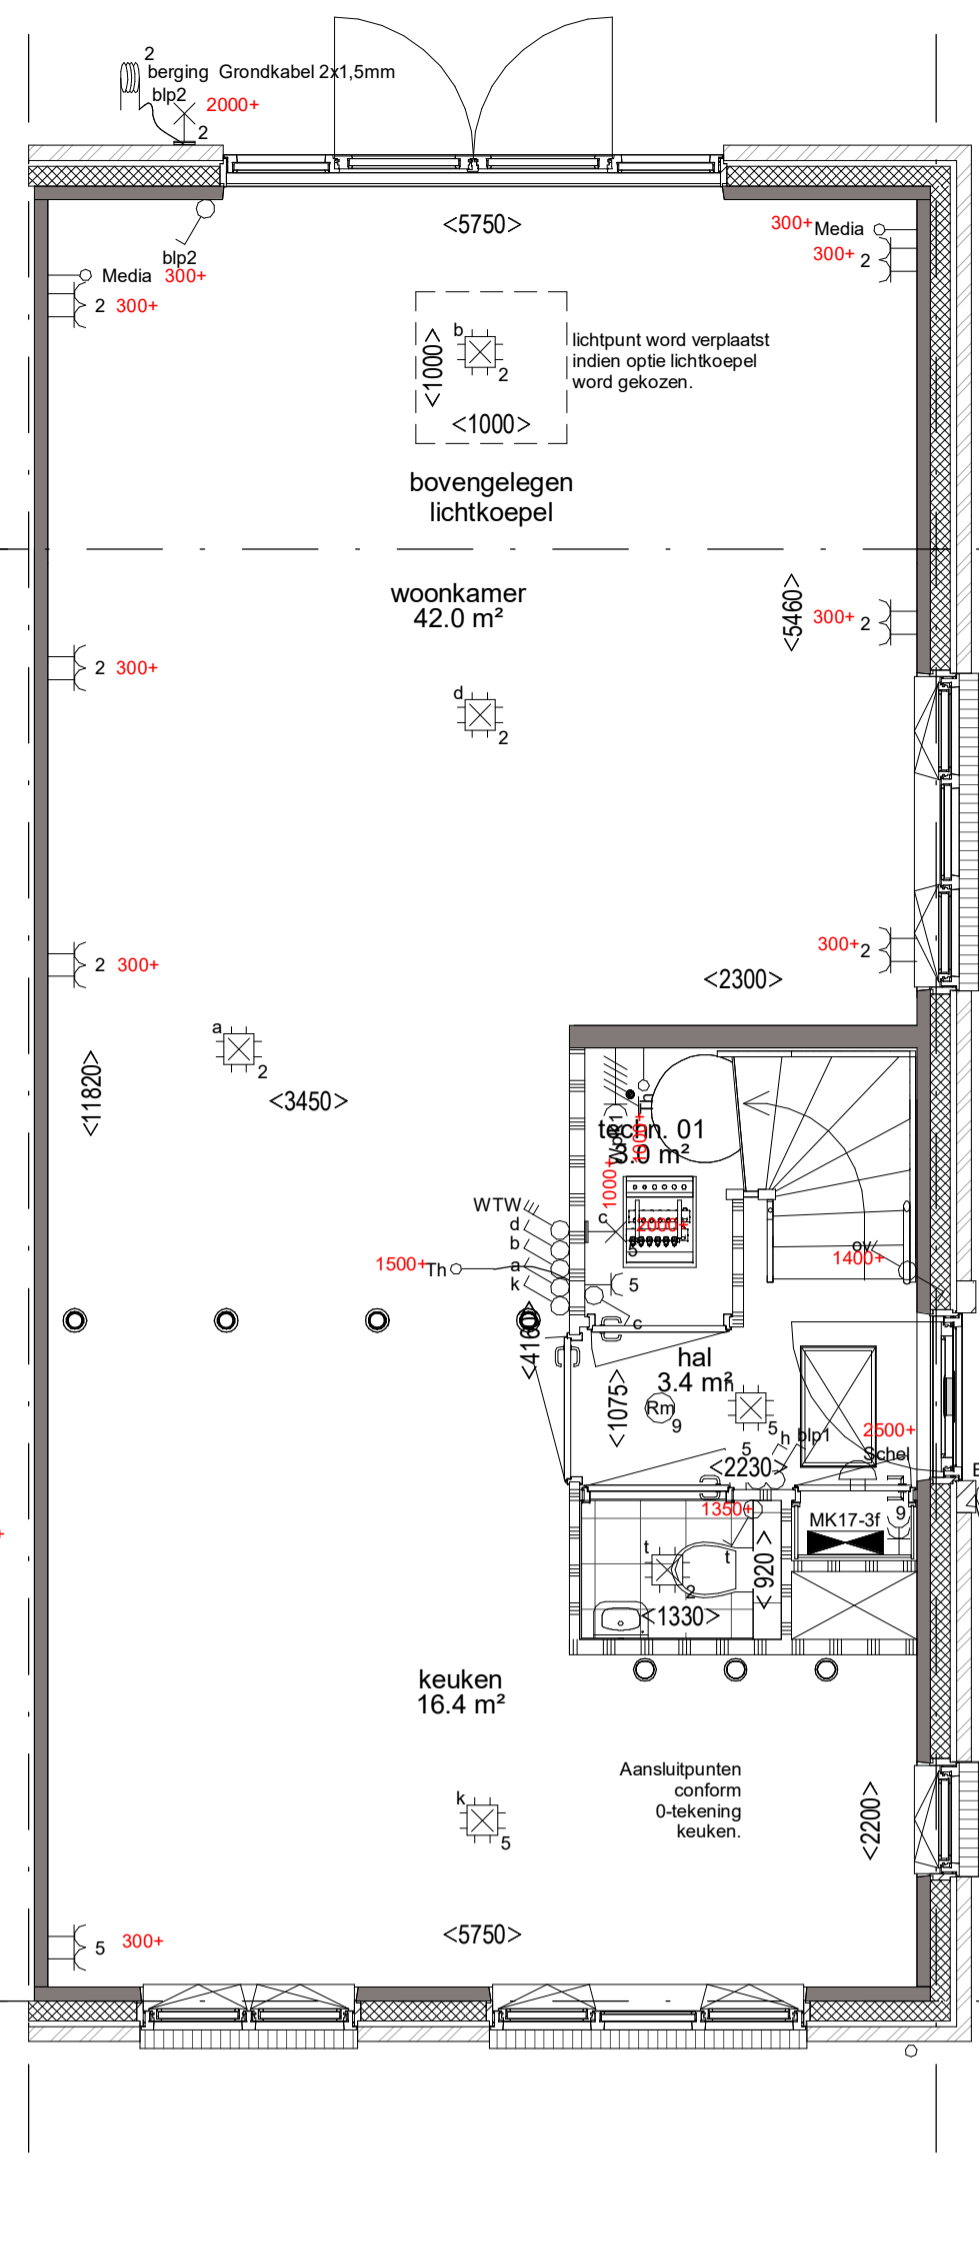 2
berging Grondkabel 2x1,5mm
blp2
2000+
2
<5750>
300+ Media
300+ 2
blp2
Media 300+
2 300+
b
<1000>
2
<1000>
lichtpunt word verplaatst
indien optie lichtkoepel
word gekozen.
bovengelegen
lichtkoepel
woonkamer
42.0 m²
<5460>
300+ 2
2 300+
d
2
300+ 2
2 300+
<2300>
a
2
<11820>
<3450>
Th
techn. 01
3.0 m²
1000+
1000+
WTW
d
b
a
k
1500+ Th
c
2000+
5
5
c
ov
1400+
<4160>
hal
3.4 m²
h
<1075>
Rm
9
5
h
blp1
2500+
Schel
5
<2230>
1350+
MK17-3f
9
t
t
2
<920 >
<1330>
keuken
16.4 m²
Aansluitpunten
conform
0-tekening
keuken.
k
5
<2200>
5 300+
<5750>